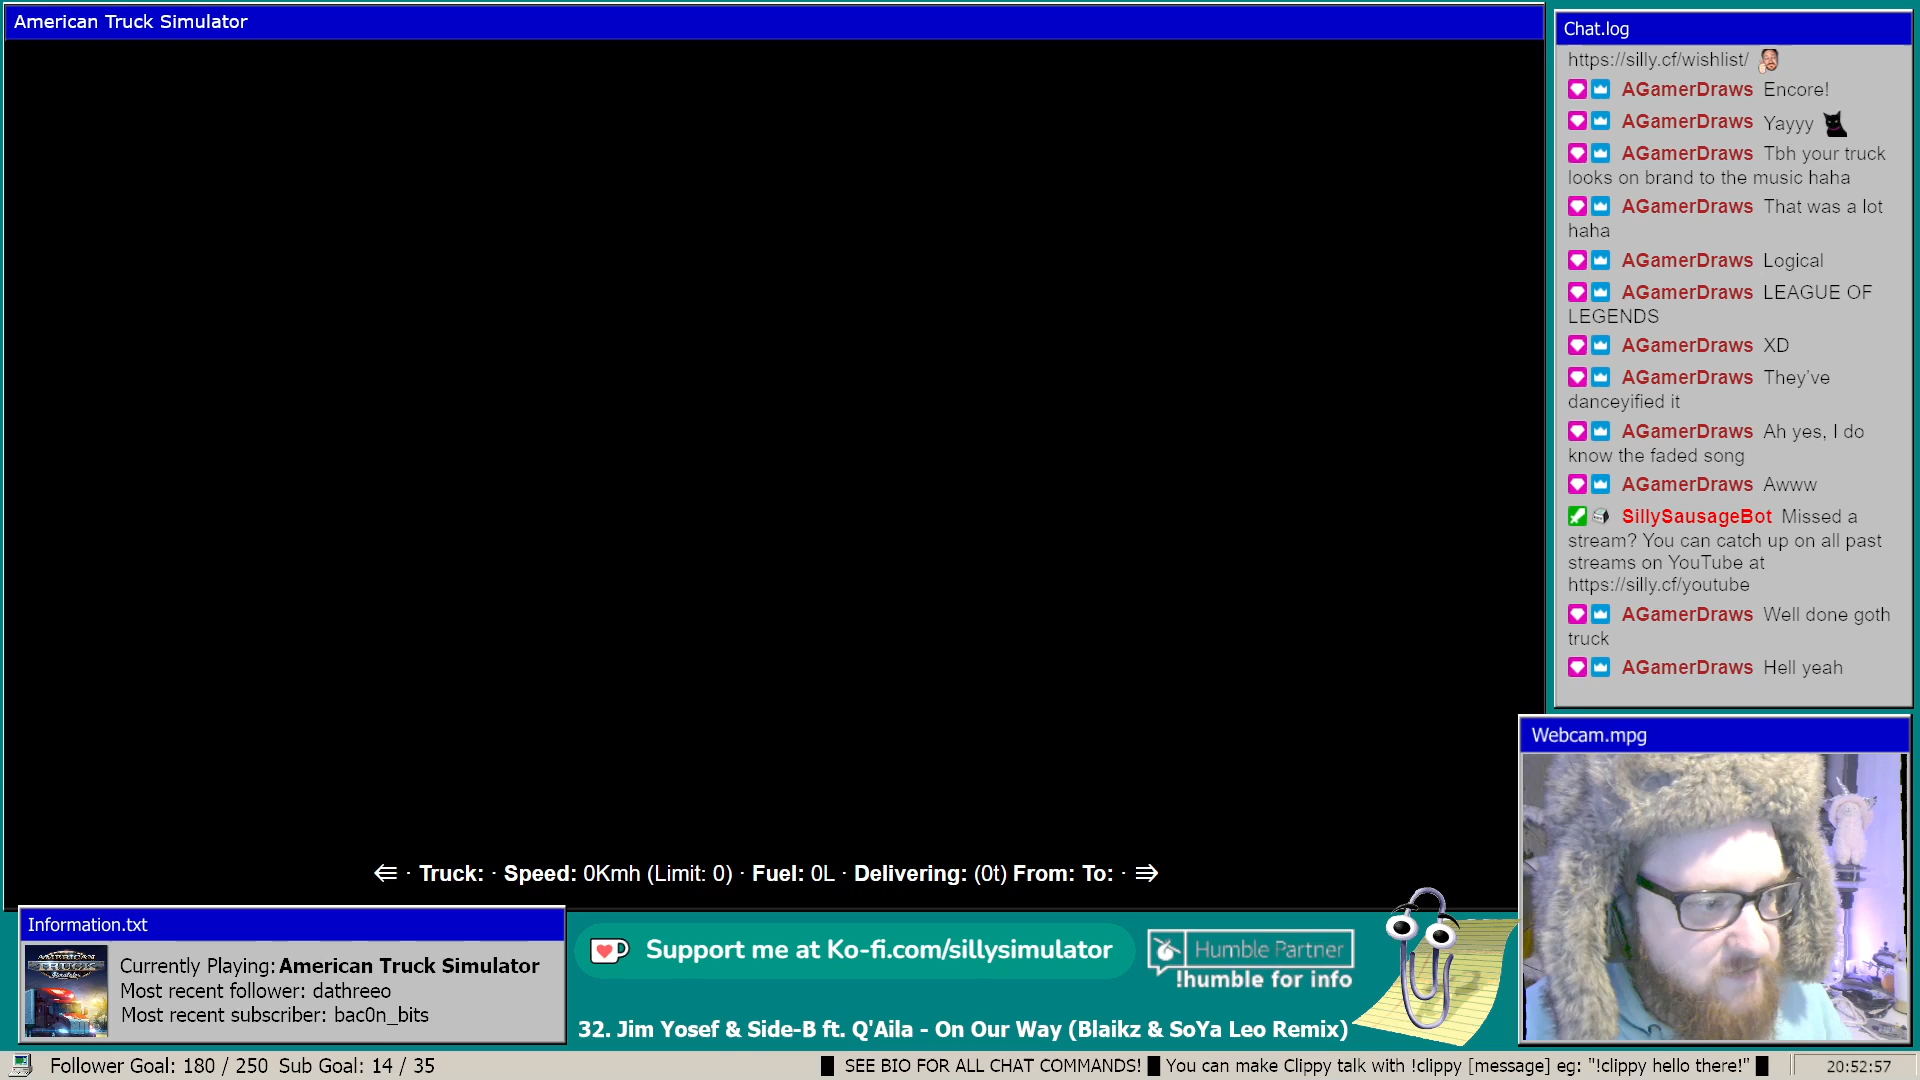 American Truck Simulator
Chat.log
https://silly.cf/wishlist/
AGamerDraws Encore!
AGamerDraws Yayyy
AGamerDraws Tbh your truck
looks on brand to the music haha
AGamerDraws That was a lot
haha
AGamerDraws Logical
AGamerDraws LEAGUE OF
LEGENDS
AGamerDraws XD
AGamerDraws They've
danceyified it
AGamerDraws Ah yes, I do
know the faded song
AGamerDraws Awww
SillySausageBot Missed a
stream? You can catch up on all past
streams on YouTube at
https://silly.cf/youtube
AGamerDraws Well done goth
truck
AGamerDraws Hell yeah
Webcam.mpg
⇐ · Truck: · Speed: 0Kmh (Limit: 0) · Fuel: 0L · Delivering: (0t) From: To: · ⇒
Information.txt
AMERICAN
TRUCK
Simulator
Currently Playing: American Truck Simulator
Most recent follower: dathreeo
Most recent subscriber: bac0n_bits
Support me at Ko-fi.com/sillysimulator
Humble Partner
!humble for info
32. Jim Yosef & Side-B ft. Q'Aila - On Our Way (Blaikz & SoYa Leo Remix)
Follower Goal: 180 / 250 Sub Goal: 14 / 35
█ SEE BIO FOR ALL CHAT COMMANDS! █ You can make Clippy talk with !clippy [message] eg: "!clippy hello there!" █
20:52:57